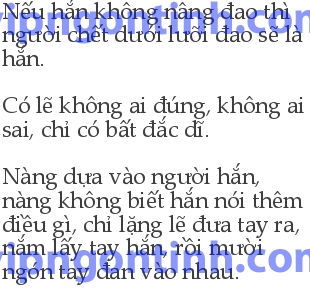 Nếu hắn không nâng đao thì
người chết dưới lưỡi đao sẽ là
hắn.
Có lẽ không ai đúng, không ai
sai, chỉ có bất đắc dĩ.
Nàng dựa vào người hắn,
nàng không biết hắn nói thêm
điều gì, chỉ lặng lẽ đưa tay ra,
nắm lấy tay hắn, rồi mười
ngón tay đan vào nhau.